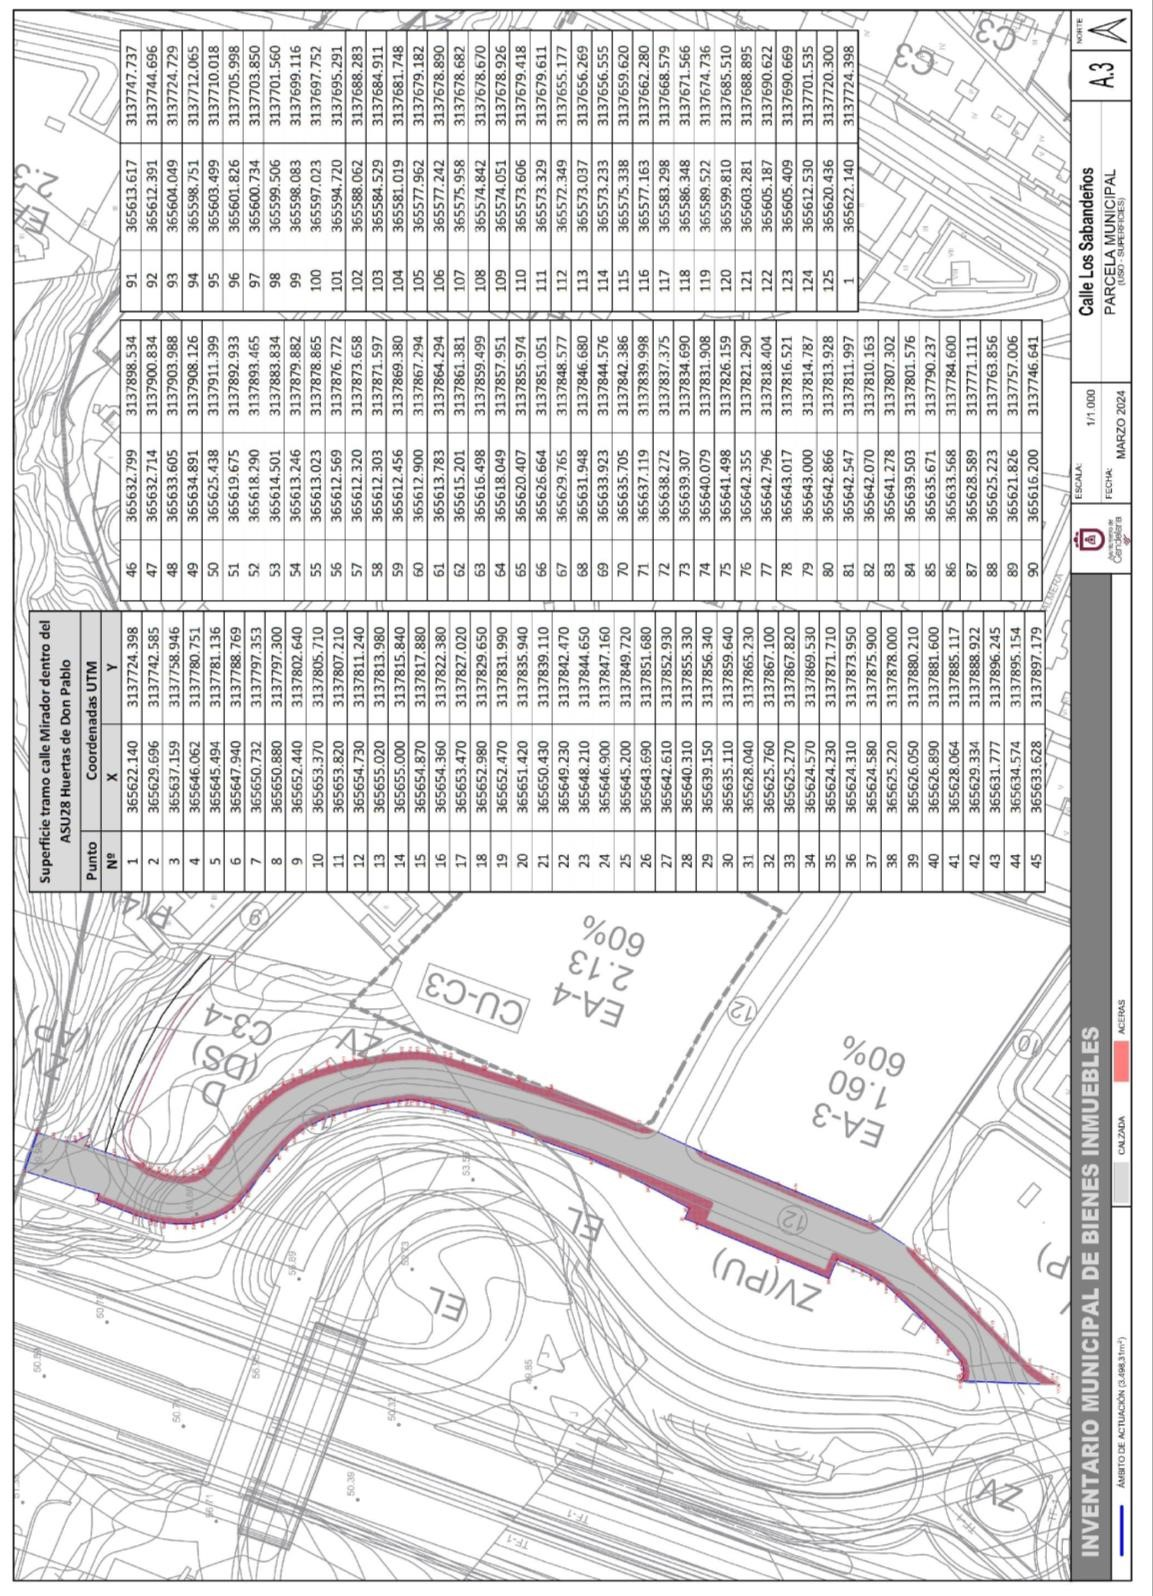 Superficie tramo calle Mirador dentro del
ASU28 Huertas de Don Pablo
Punto Coordenadas UTM
Nº X Y
1 365622.140 3137724.398
2 365629.696 3137742.585
3 365637.159 3137758.946
4 365646.062 3137780.751
5 365645.494 3137781.136
6 365647.940 3137788.769
7 365650.732 3137797.353
8 365650.880 3137797.300
9 365652.440 3137802.640
10 365653.370 3137805.710
11 365653.820 3137807.210
12 365654.730 3137811.240
13 365655.020 3137813.980
14 365655.000 3137815.840
15 365654.870 3137817.880
16 365654.360 3137822.380
17 365653.470 3137827.020
18 365652.980 3137829.650
19 365652.470 3137831.990
20 365651.420 3137835.940
21 365650.430 3137839.110
22 365649.230 3137842.470
23 365648.210 3137844.650
24 365646.900 3137847.160
25 365645.200 3137849.720
26 365643.690 3137851.680
27 365642.610 3137852.930
28 365640.310 3137855.330
29 365639.150 3137856.340
30 365635.110 3137859.640
31 365628.040 3137865.230
32 365625.760 3137867.100
33 365625.270 3137867.820
34 365624.570 3137869.530
35 365624.230 3137871.710
36 365624.310 3137873.950
37 365624.580 3137875.900
38 365625.220 3137878.000
39 365626.050 3137880.210
40 365626.890 3137881.600
41 365628.064 3137885.117
42 365629.334 3137888.922
43 365631.777 3137896.245
44 365634.574 3137895.154
45 365633.628 3137897.179
46 365632.799 3137898.534
47 365632.714 3137900.834
48 365633.605 3137903.988
49 365634.891 3137908.126
50 365625.438 3137911.399
51 365619.675 3137892.933
52 365618.290 3137893.465
53 365614.501 3137883.834
54 365613.246 3137879.882
55 365613.023 3137878.865
56 365612.569 3137876.772
57 365612.320 3137873.658
58 365612.303 3137871.597
59 365612.456 3137869.380
60 365612.900 3137867.294
61 365613.783 3137864.294
62 365615.201 3137861.381
63 365616.498 3137859.499
64 365618.049 3137857.951
65 365620.407 3137855.974
66 365626.664 3137851.051
67 365629.765 3137848.577
68 365631.948 3137846.680
69 365633.923 3137844.576
70 365635.705 3137842.386
71 365637.119 3137839.998
72 365638.272 3137837.375
73 365639.307 3137834.690
74 365640.079 3137831.908
75 365641.498 3137826.159
76 365642.355 3137821.290
77 365642.796 3137818.404
78 365643.017 3137816.521
79 365643.000 3137814.787
80 365642.866 3137813.928
81 365642.547 3137811.997
82 365642.070 3137810.163
83 365641.278 3137807.302
84 365639.503 3137801.576
85 365635.671 3137790.237
86 365633.568 3137784.600
87 365628.589 3137771.111
88 365625.223 3137763.856
89 365621.826 3137757.006
90 365616.200 3137746.641
91 365613.617 3137747.737
92 365612.391 3137744.696
93 365604.049 3137724.729
94 365598.751 3137712.065
95 365603.499 3137710.018
96 365601.826 3137705.998
97 365600.734 3137703.850
98 365599.506 3137701.560
99 365598.083 3137699.116
100 365597.023 3137697.752
101 365594.720 3137695.291
102 365588.062 3137688.283
103 365584.529 3137684.911
104 365581.019 3137681.748
105 365577.962 3137679.182
106 365577.242 3137678.890
107 365575.958 3137678.682
108 365574.842 3137678.670
109 365574.051 3137678.926
110 365573.606 3137679.418
111 365573.329 3137679.611
112 365572.349 3137655.177
113 365573.037 3137656.269
114 365573.233 3137656.555
115 365575.338 3137659.620
116 365577.163 3137662.280
117 365583.298 3137668.579
118 365586.348 3137671.566
119 365589.522 3137674.736
120 365599.810 3137685.510
121 365603.281 3137688.895
122 365605.187 3137690.622
123 365605.409 3137690.669
124 365612.530 3137701.535
125 365620.436 3137720.300
1 365622.140 3137724.398
P(4)
9
D
(DS)
C3-4
ZV
CU-C3
EA-4
2.13
60%
12
EA-3
1.60
60%
10
12
EL
EL
ZV(PU)
ZV
C3
C3
50.32
50.39
49.85
TF-1
TF-1
INVENTARIO MUNICIPAL DE BIENES INMUEBLES
Ayuntamiento de
Candelaria
ESCALA: 1/1.000
FECHA: MARZO 2024
Calle Los Sabandeños
PARCELA MUNICIPAL
(USO - SUPERFICIES)
A.3
NORTE
ÁMBITO DE ACTUACIÓN (3.498,31m²)
CALZADA
ACERAS